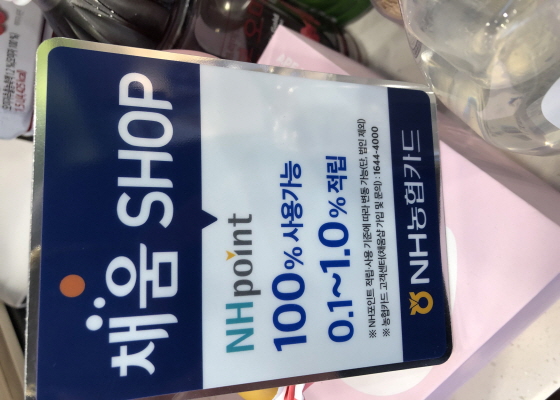 채움 SHOP
NHpoint
100% 사용가능
0.1~1.0% 적립
※ NH포인트 적립·사용 기준에 따라 변동 가능(단, 법인 제외)
※ 농협카드 고객센터(채움샵 가입 및 문의) : 1644-4000
NH농협카드